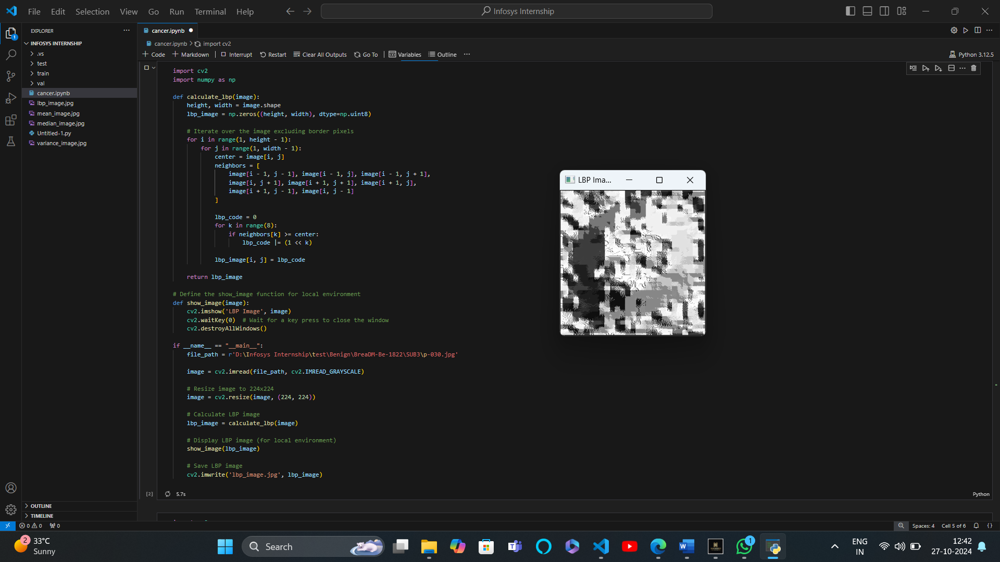 File Edit Selection View Go Run Terminal Help
Infosys Internship
EXPLORER
INFOSYS INTERNSHIP
.vs
test
train
val
cancer.ipynb
lbp_image.jpg
mean_image.jpg
median_image.jpg
Untitled-1.py
variance_image.jpg
OUTLINE
TIMELINE
cancer.ipynb
cancer.ipynb > import cv2
Code Markdown Interrupt Restart Clear All Outputs Go To Variables Outline ...
Python 3.12.5
import cv2
import numpy as np
def calculate_lbp(image):
height, width = image.shape
lbp_image = np.zeros((height, width), dtype=np.uint8)
# Iterate over the image excluding border pixels
for i in range(1, height - 1):
for j in range(1, width - 1):
center = image[i, j]
neighbors = [
image[i - 1, j - 1], image[i - 1, j], image[i - 1, j + 1],
image[i, j + 1], image[i + 1, j + 1], image[i + 1, j],
image[i + 1, j - 1], image[i, j - 1]
]
lbp_code = 0
for k in range(8):
if neighbors[k] >= center:
lbp_code |= (1 << k)
lbp_image[i, j] = lbp_code
return lbp_image
# Define the show_image function for local environment
def show_image(image):
cv2.imshow('LBP Image', image)
cv2.waitKey(0) # Wait for a key press to close the window
cv2.destroyAllWindows()
if __name__ == "__main__":
file_path = r'D:\Infosys Internship\test\Benign\BreaDM-Be-1822\SUB3\p-030.jpg'
image = cv2.imread(file_path, cv2.IMREAD_GRAYSCALE)
# Resize image to 224x224
image = cv2.resize(image, (224, 224))
# Calculate LBP image
lbp_image = calculate_lbp(image)
# Display LBP image (for local environment)
show_image(lbp_image)
# Save LBP image
cv2.imwrite('lbp_image.jpg', lbp_image)
[2] 5.7s
Python
LBP Ima...
0 0 0
Spaces: 4 Cell 5 of 6
2
33°C
Sunny
Search
1
ENG
IN
12:42
27-10-2024